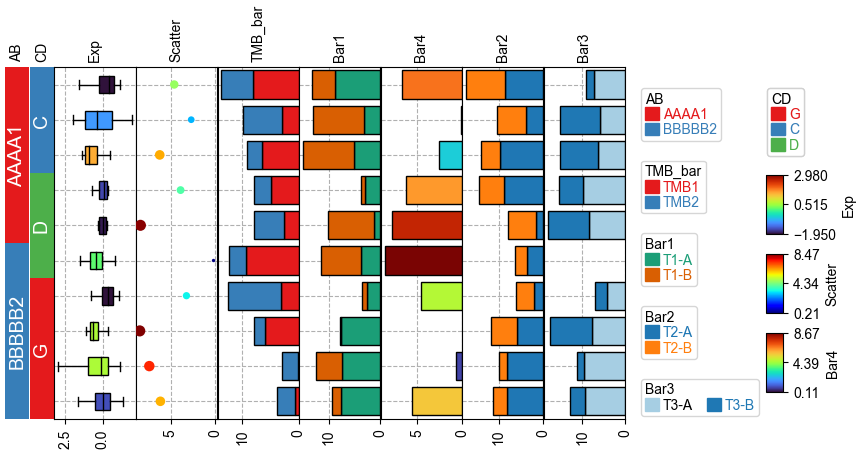 AB
CD
Exp
Scatter
TMB_bar
Bar1
Bar4
Bar2
Bar3
AAAA1
BBBBB2
C
D
G
2.5
0.0
5
0
10
0
10
0
5
0
10
0
10
0
AB
AAAA1
BBBBB2
TMB_bar
TMB1
TMB2
Bar1
T1-A
T1-B
Bar2
T2-A
T2-B
Bar3
T3-A
T3-B
CD
G
C
D
2.980
0.515
-1.950
Exp
8.47
4.34
0.21
Scatter
8.67
4.39
0.11
Bar4